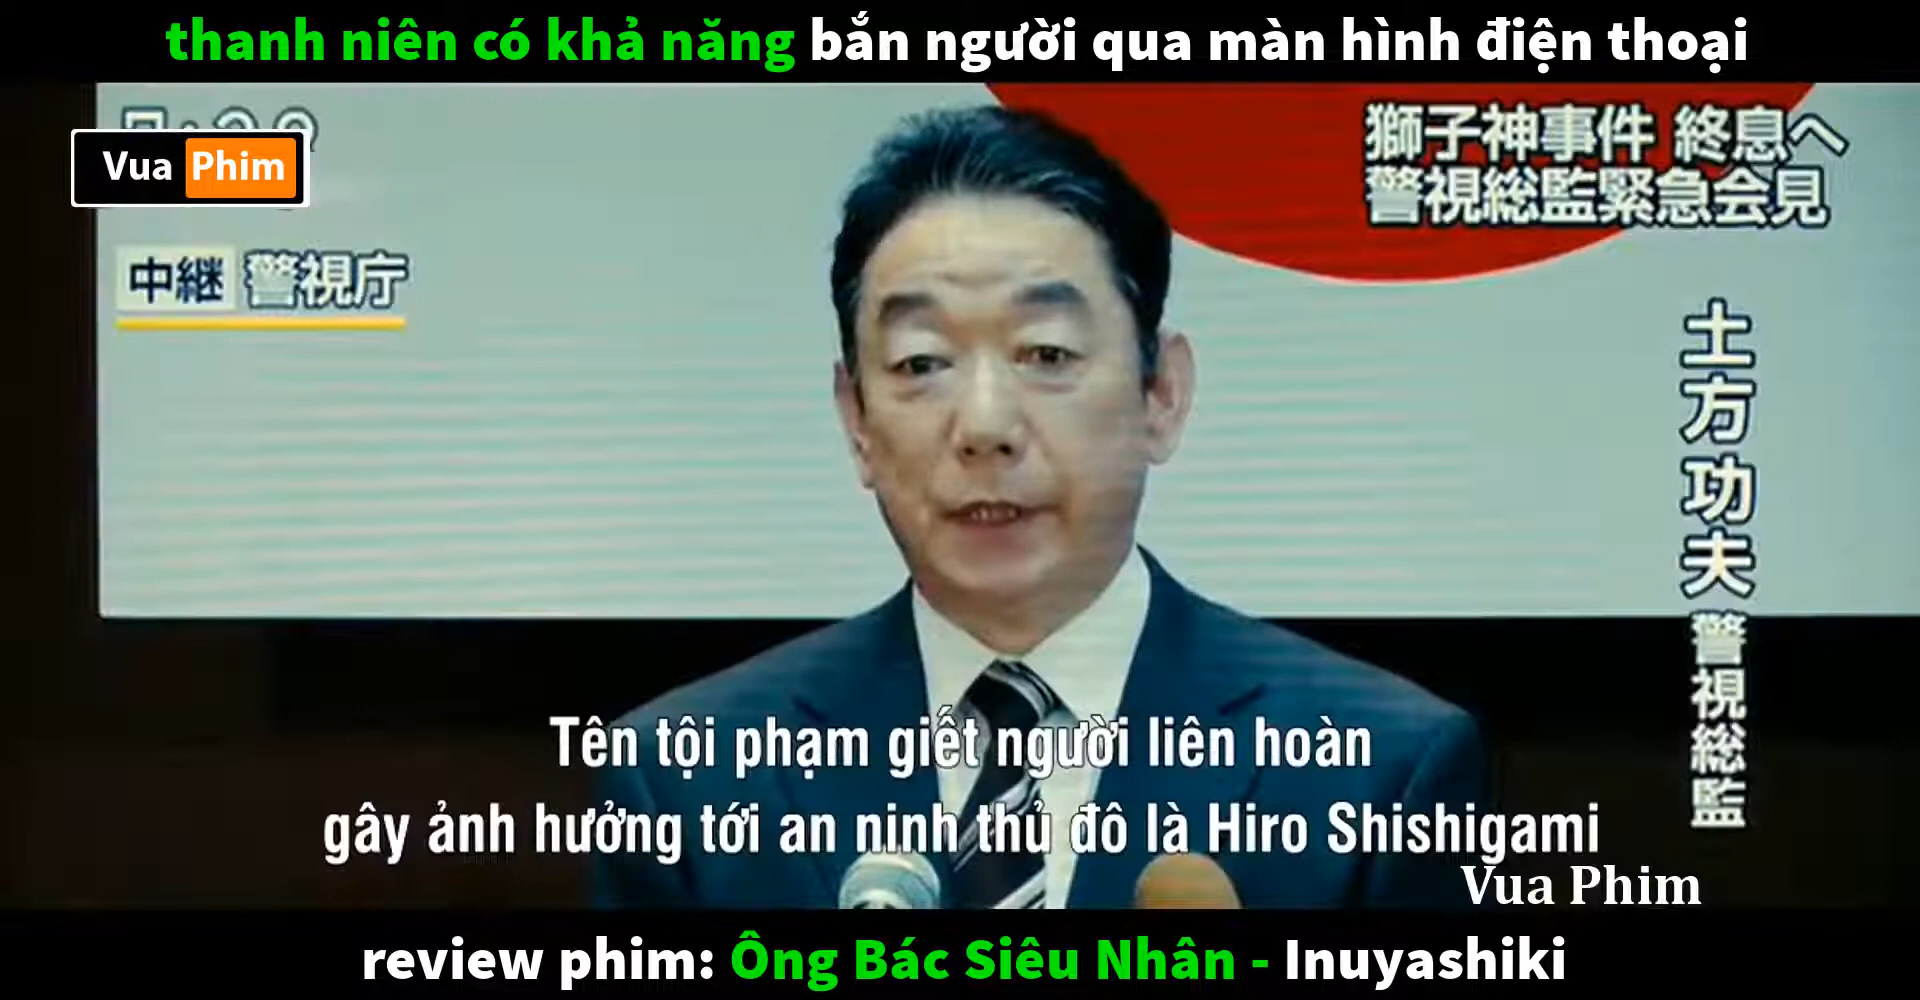 thanh niên có khả năng bắn người qua màn hình điện thoại
Vua Phim
獅子神事件 終息へ
警視総監緊急会見
中継 警視庁
土方功夫 警視総監
Tên tội phạm giết người liên hoàn
gây ảnh hưởng tới an ninh thủ đô là Hiro Shishigami
Vua Phim
review phim: Ông Bác Siêu Nhân - Inuyashiki